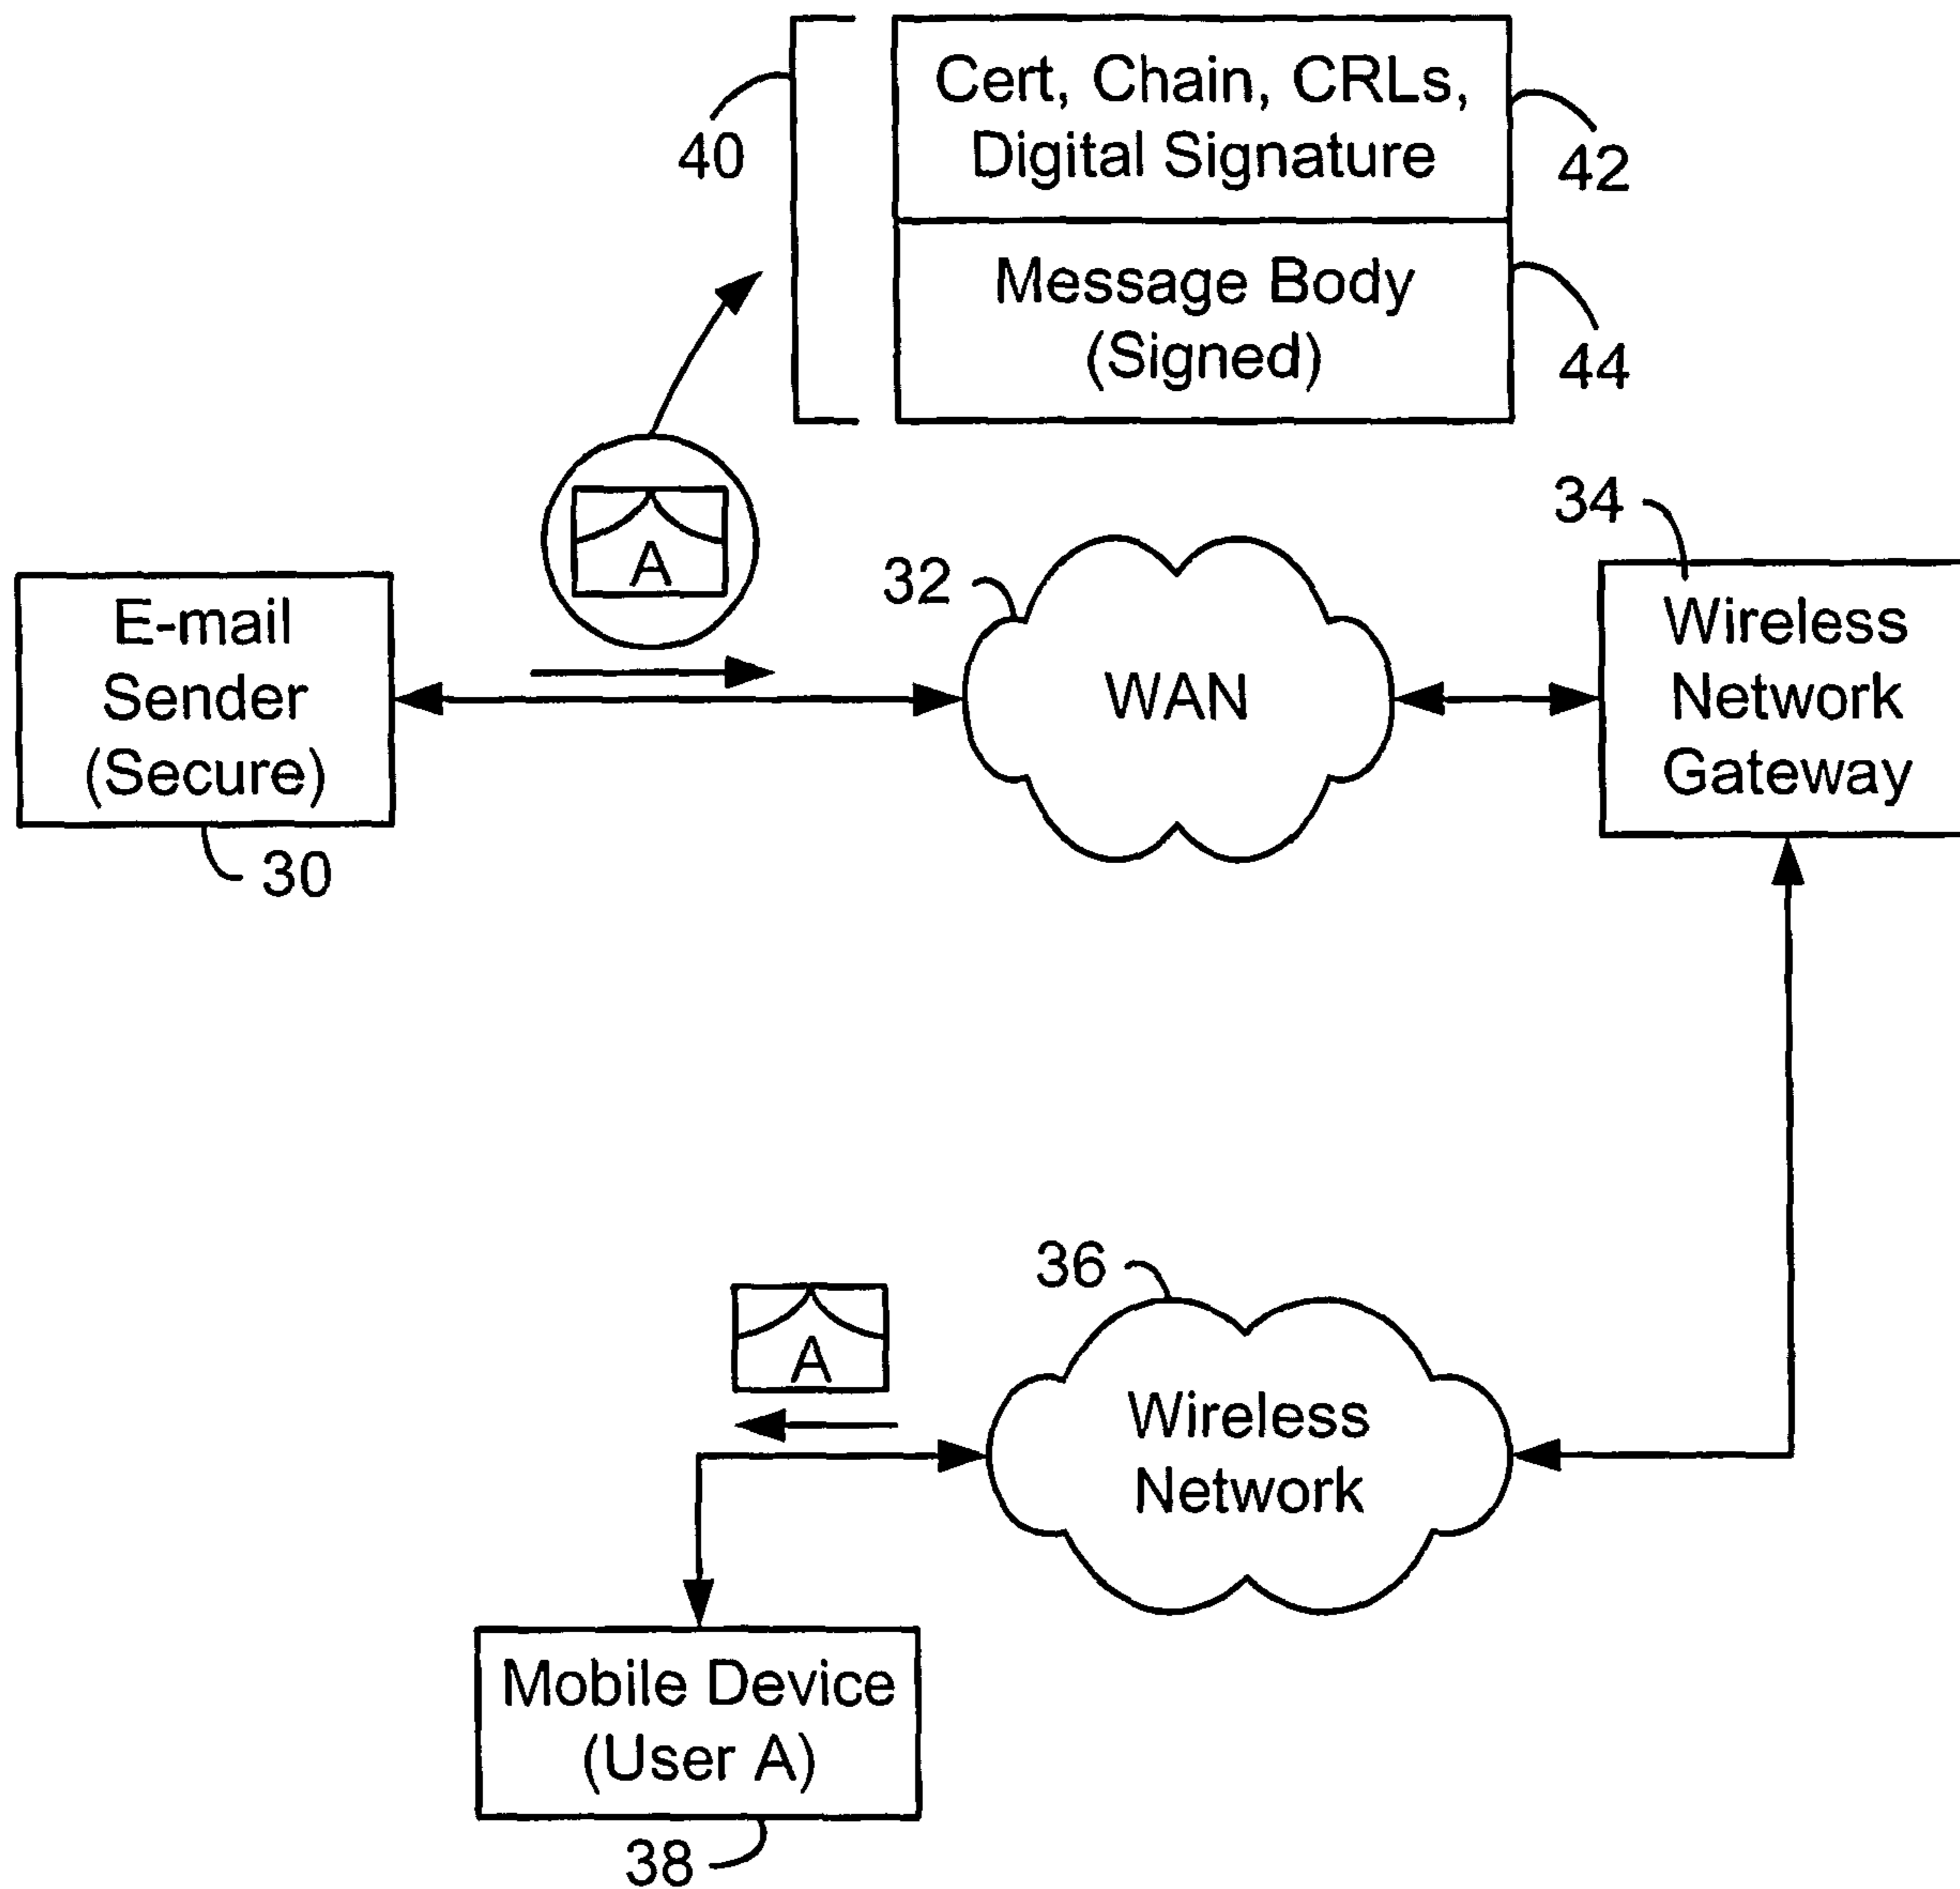 Cert, Chain, CRLs,
Digital Signature
40
42
Message Body
(Signed)
44
34
A
32
E-mail
Sender
(Secure)
WAN
Wireless
Network
Gateway
30
36
A
Wireless
Network
Mobile Device
(User A)
38